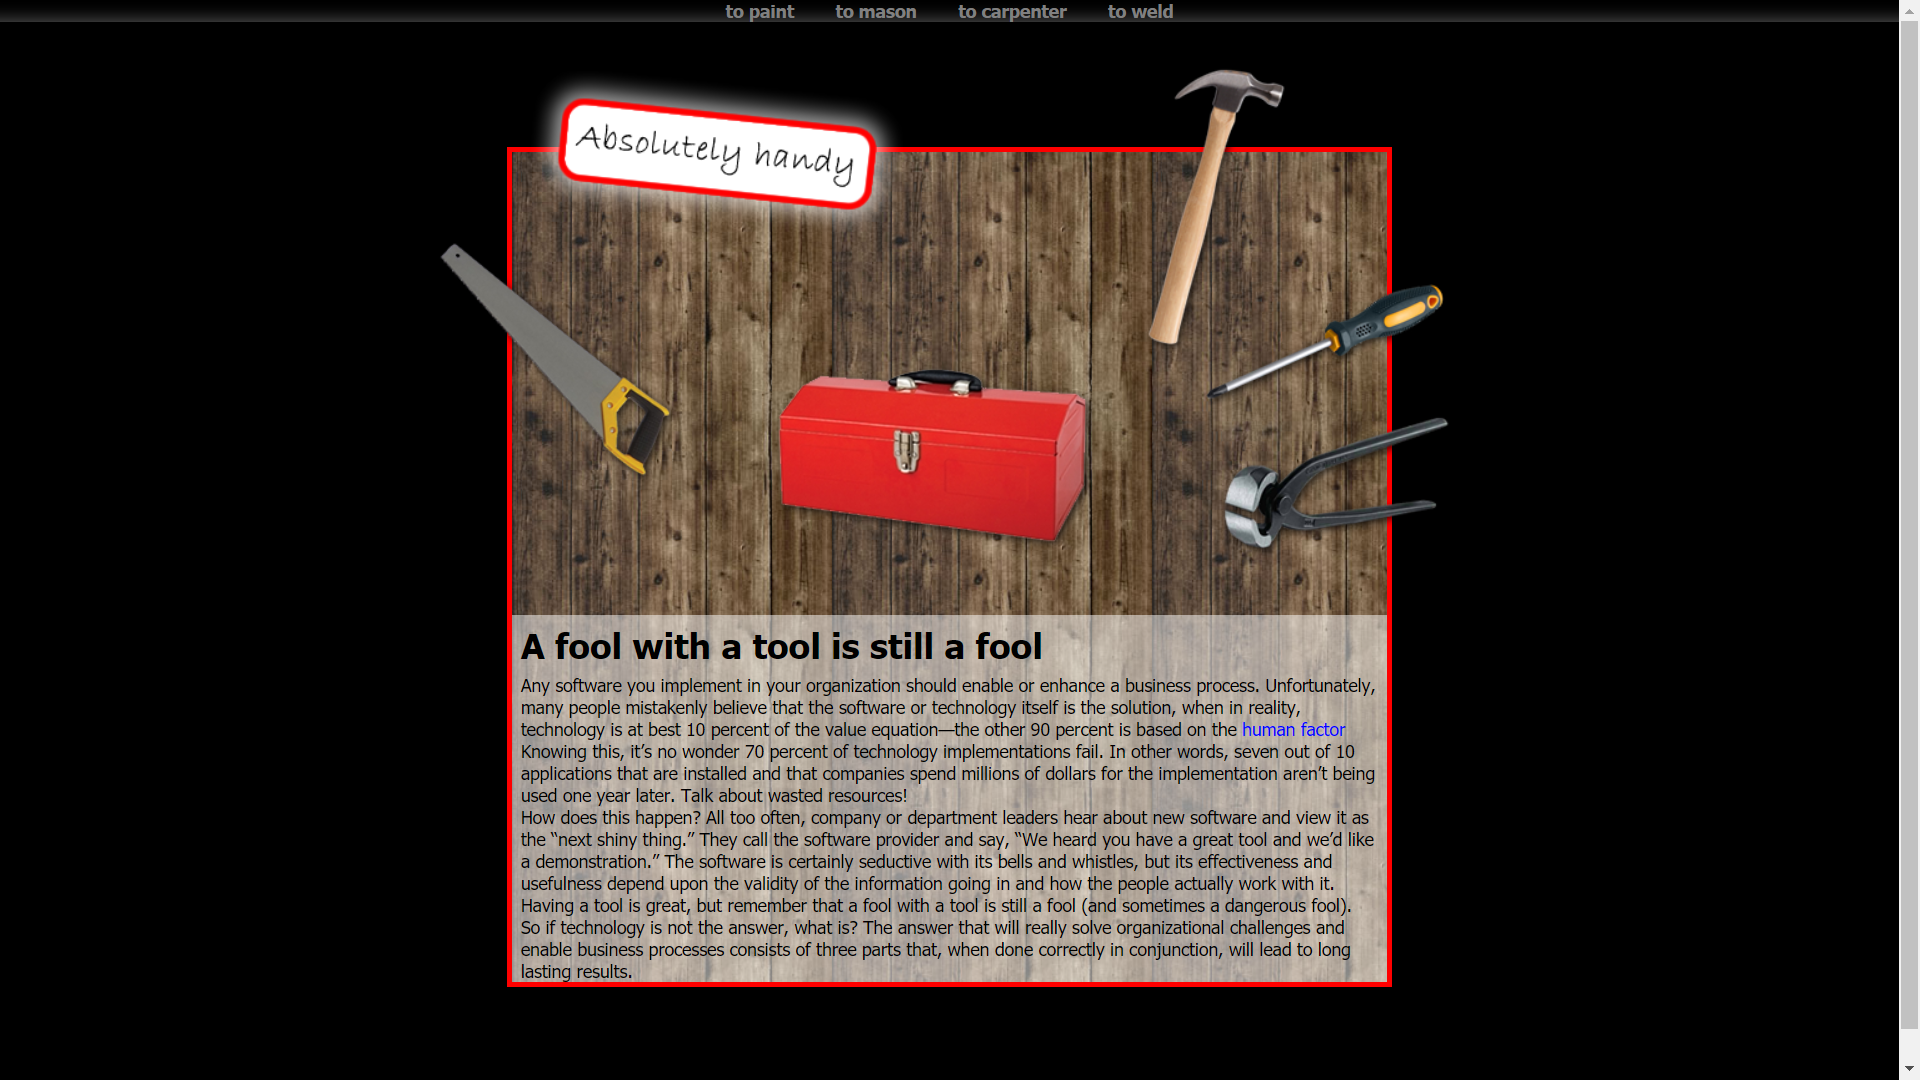 to paint to mason to carpenter to weld
Absolutely handy
A fool with a tool is still a fool
Any software you implement in your organization should enable or enhance a business process. Unfortunately,
many people mistakenly believe that the software or technology itself is the solution, when in reality,
technology is at best 10 percent of the value equation—the other 90 percent is based on the human factor
Knowing this, it’s no wonder 70 percent of technology implementations fail. In other words, seven out of 10
applications that are installed and that companies spend millions of dollars for the implementation aren’t being
used one year later. Talk about wasted resources!
How does this happen? All too often, company or department leaders hear about new software and view it as
the “next shiny thing.” They call the software provider and say, “We heard you have a great tool and we’d like
a demonstration.” The software is certainly seductive with its bells and whistles, but its effectiveness and
usefulness depend upon the validity of the information going in and how the people actually work with it.
Having a tool is great, but remember that a fool with a tool is still a fool (and sometimes a dangerous fool).
So if technology is not the answer, what is? The answer that will really solve organizational challenges and
enable business processes consists of three parts that, when done correctly in conjunction, will lead to long
lasting results.